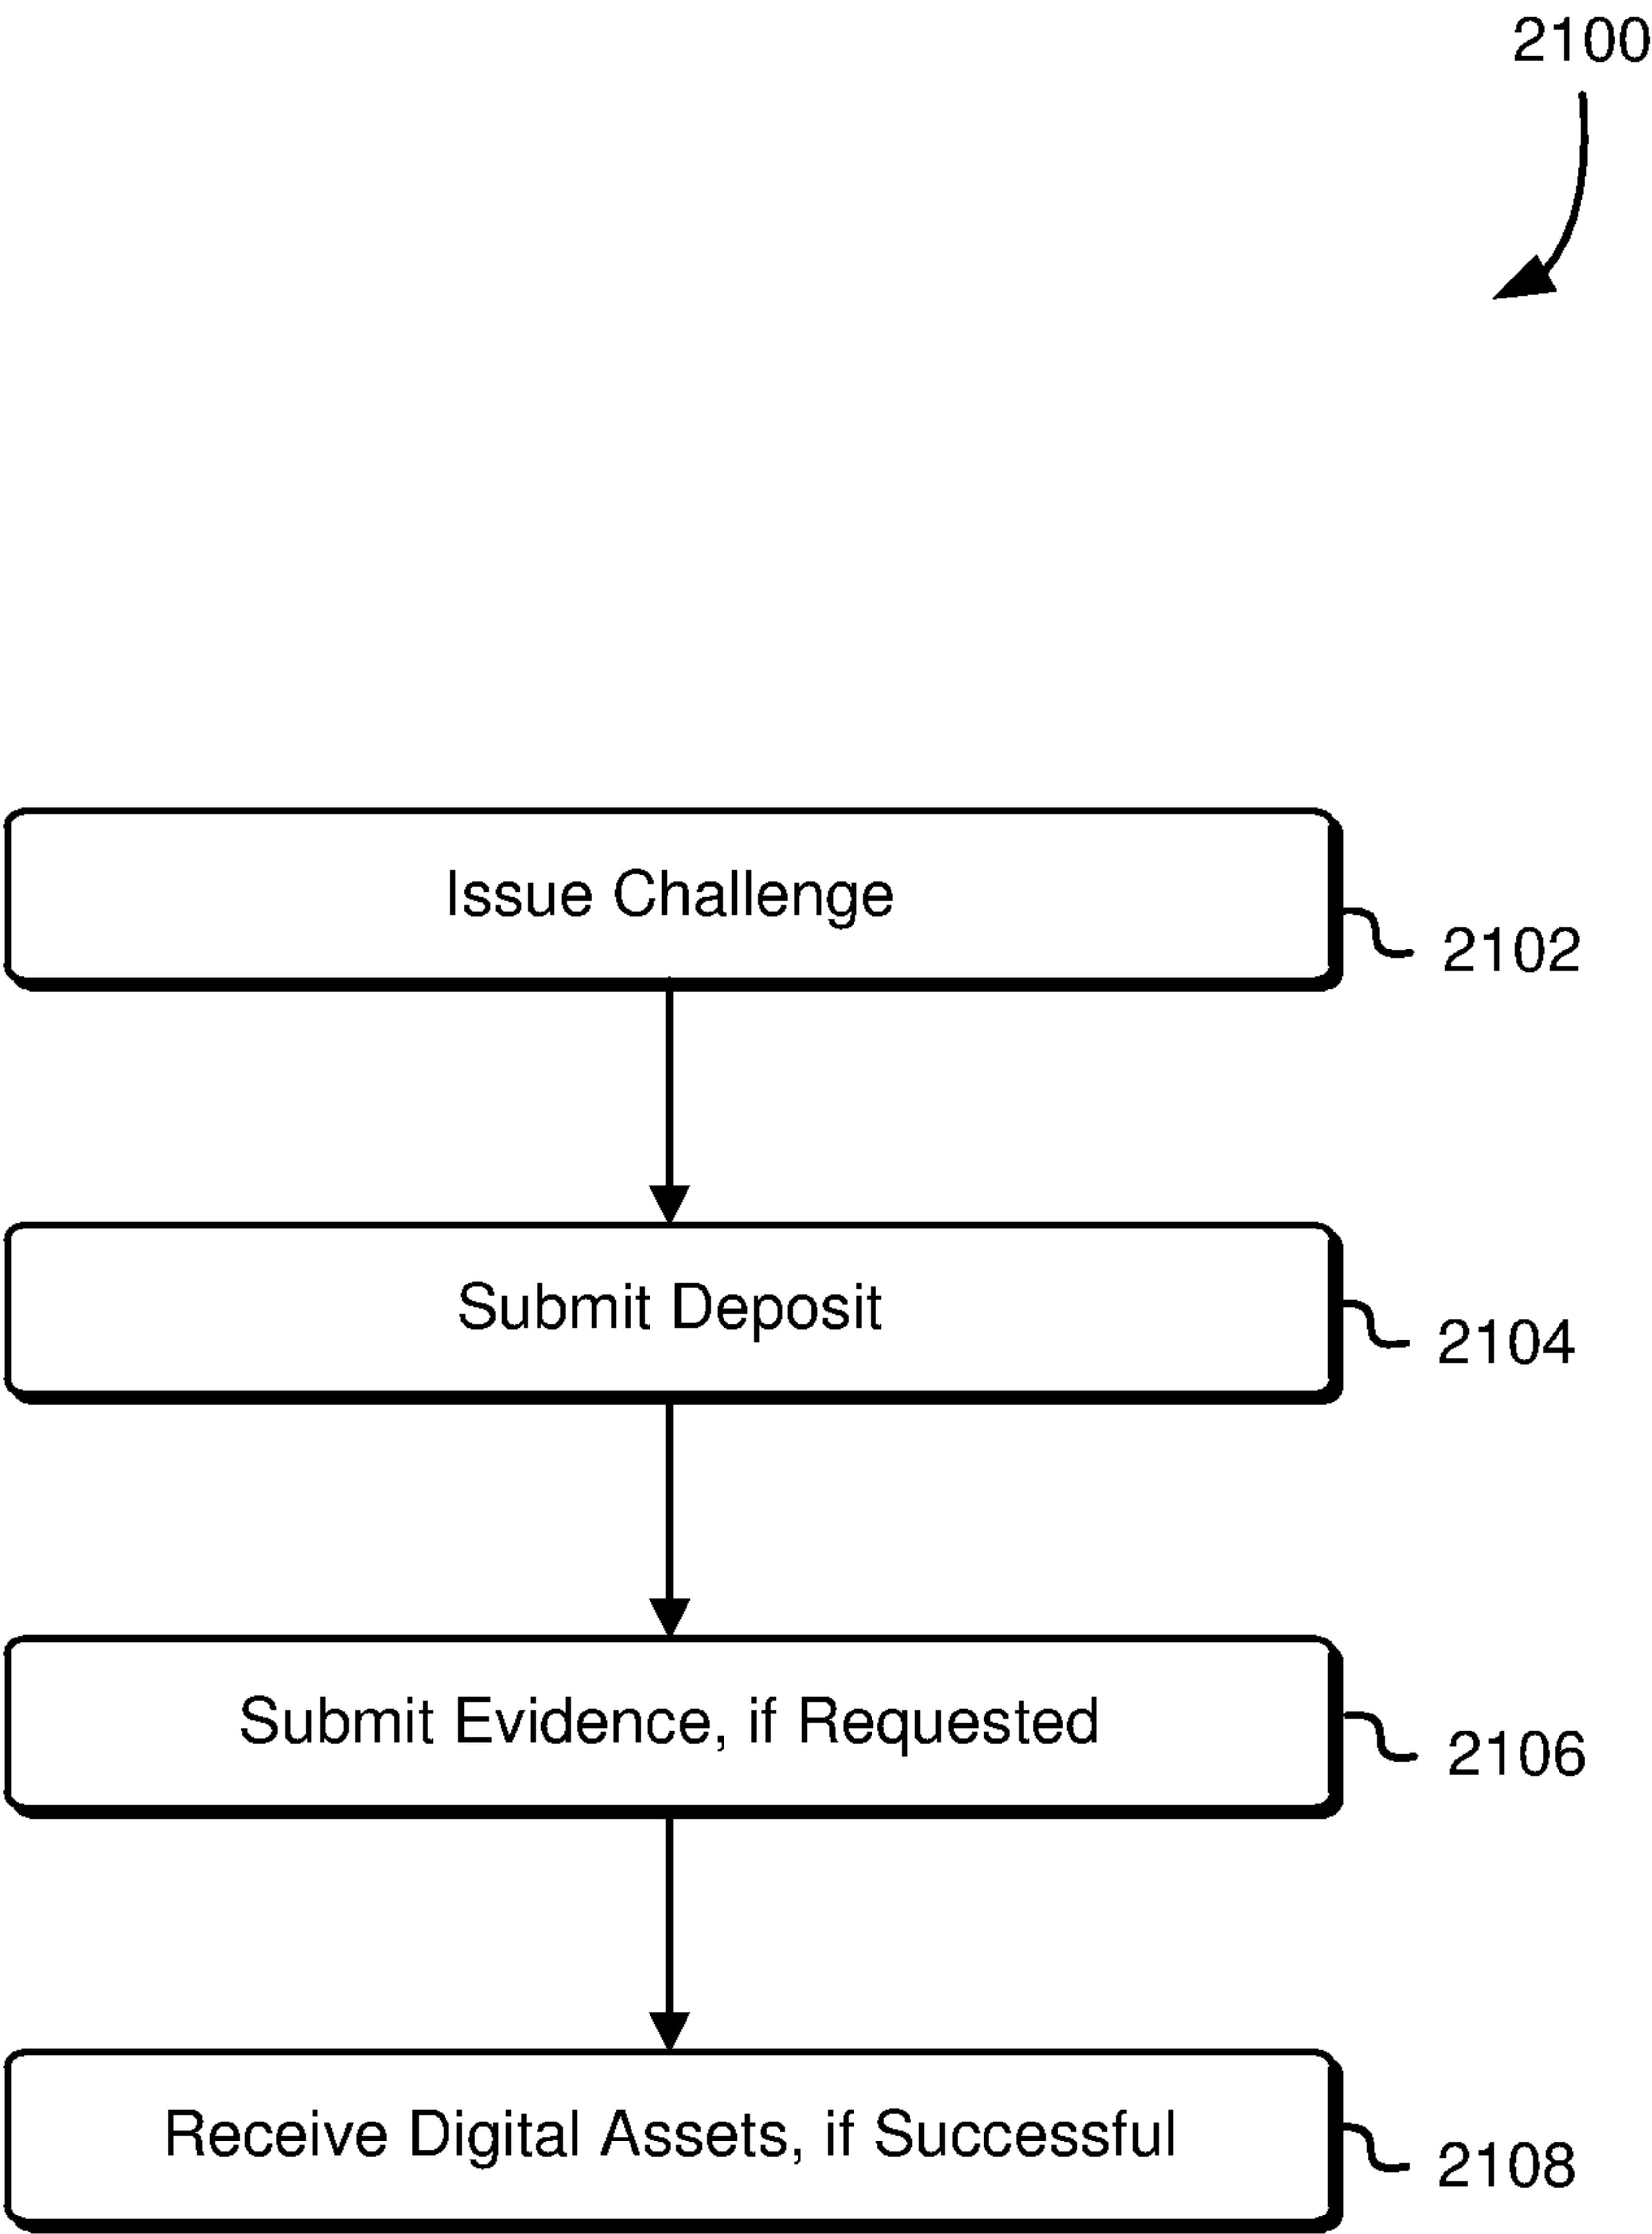 2100
Issue Challenge
2102
Submit Deposit
2104
Submit Evidence, if Requested
2106
Receive Digital Assets, if Successful
2108